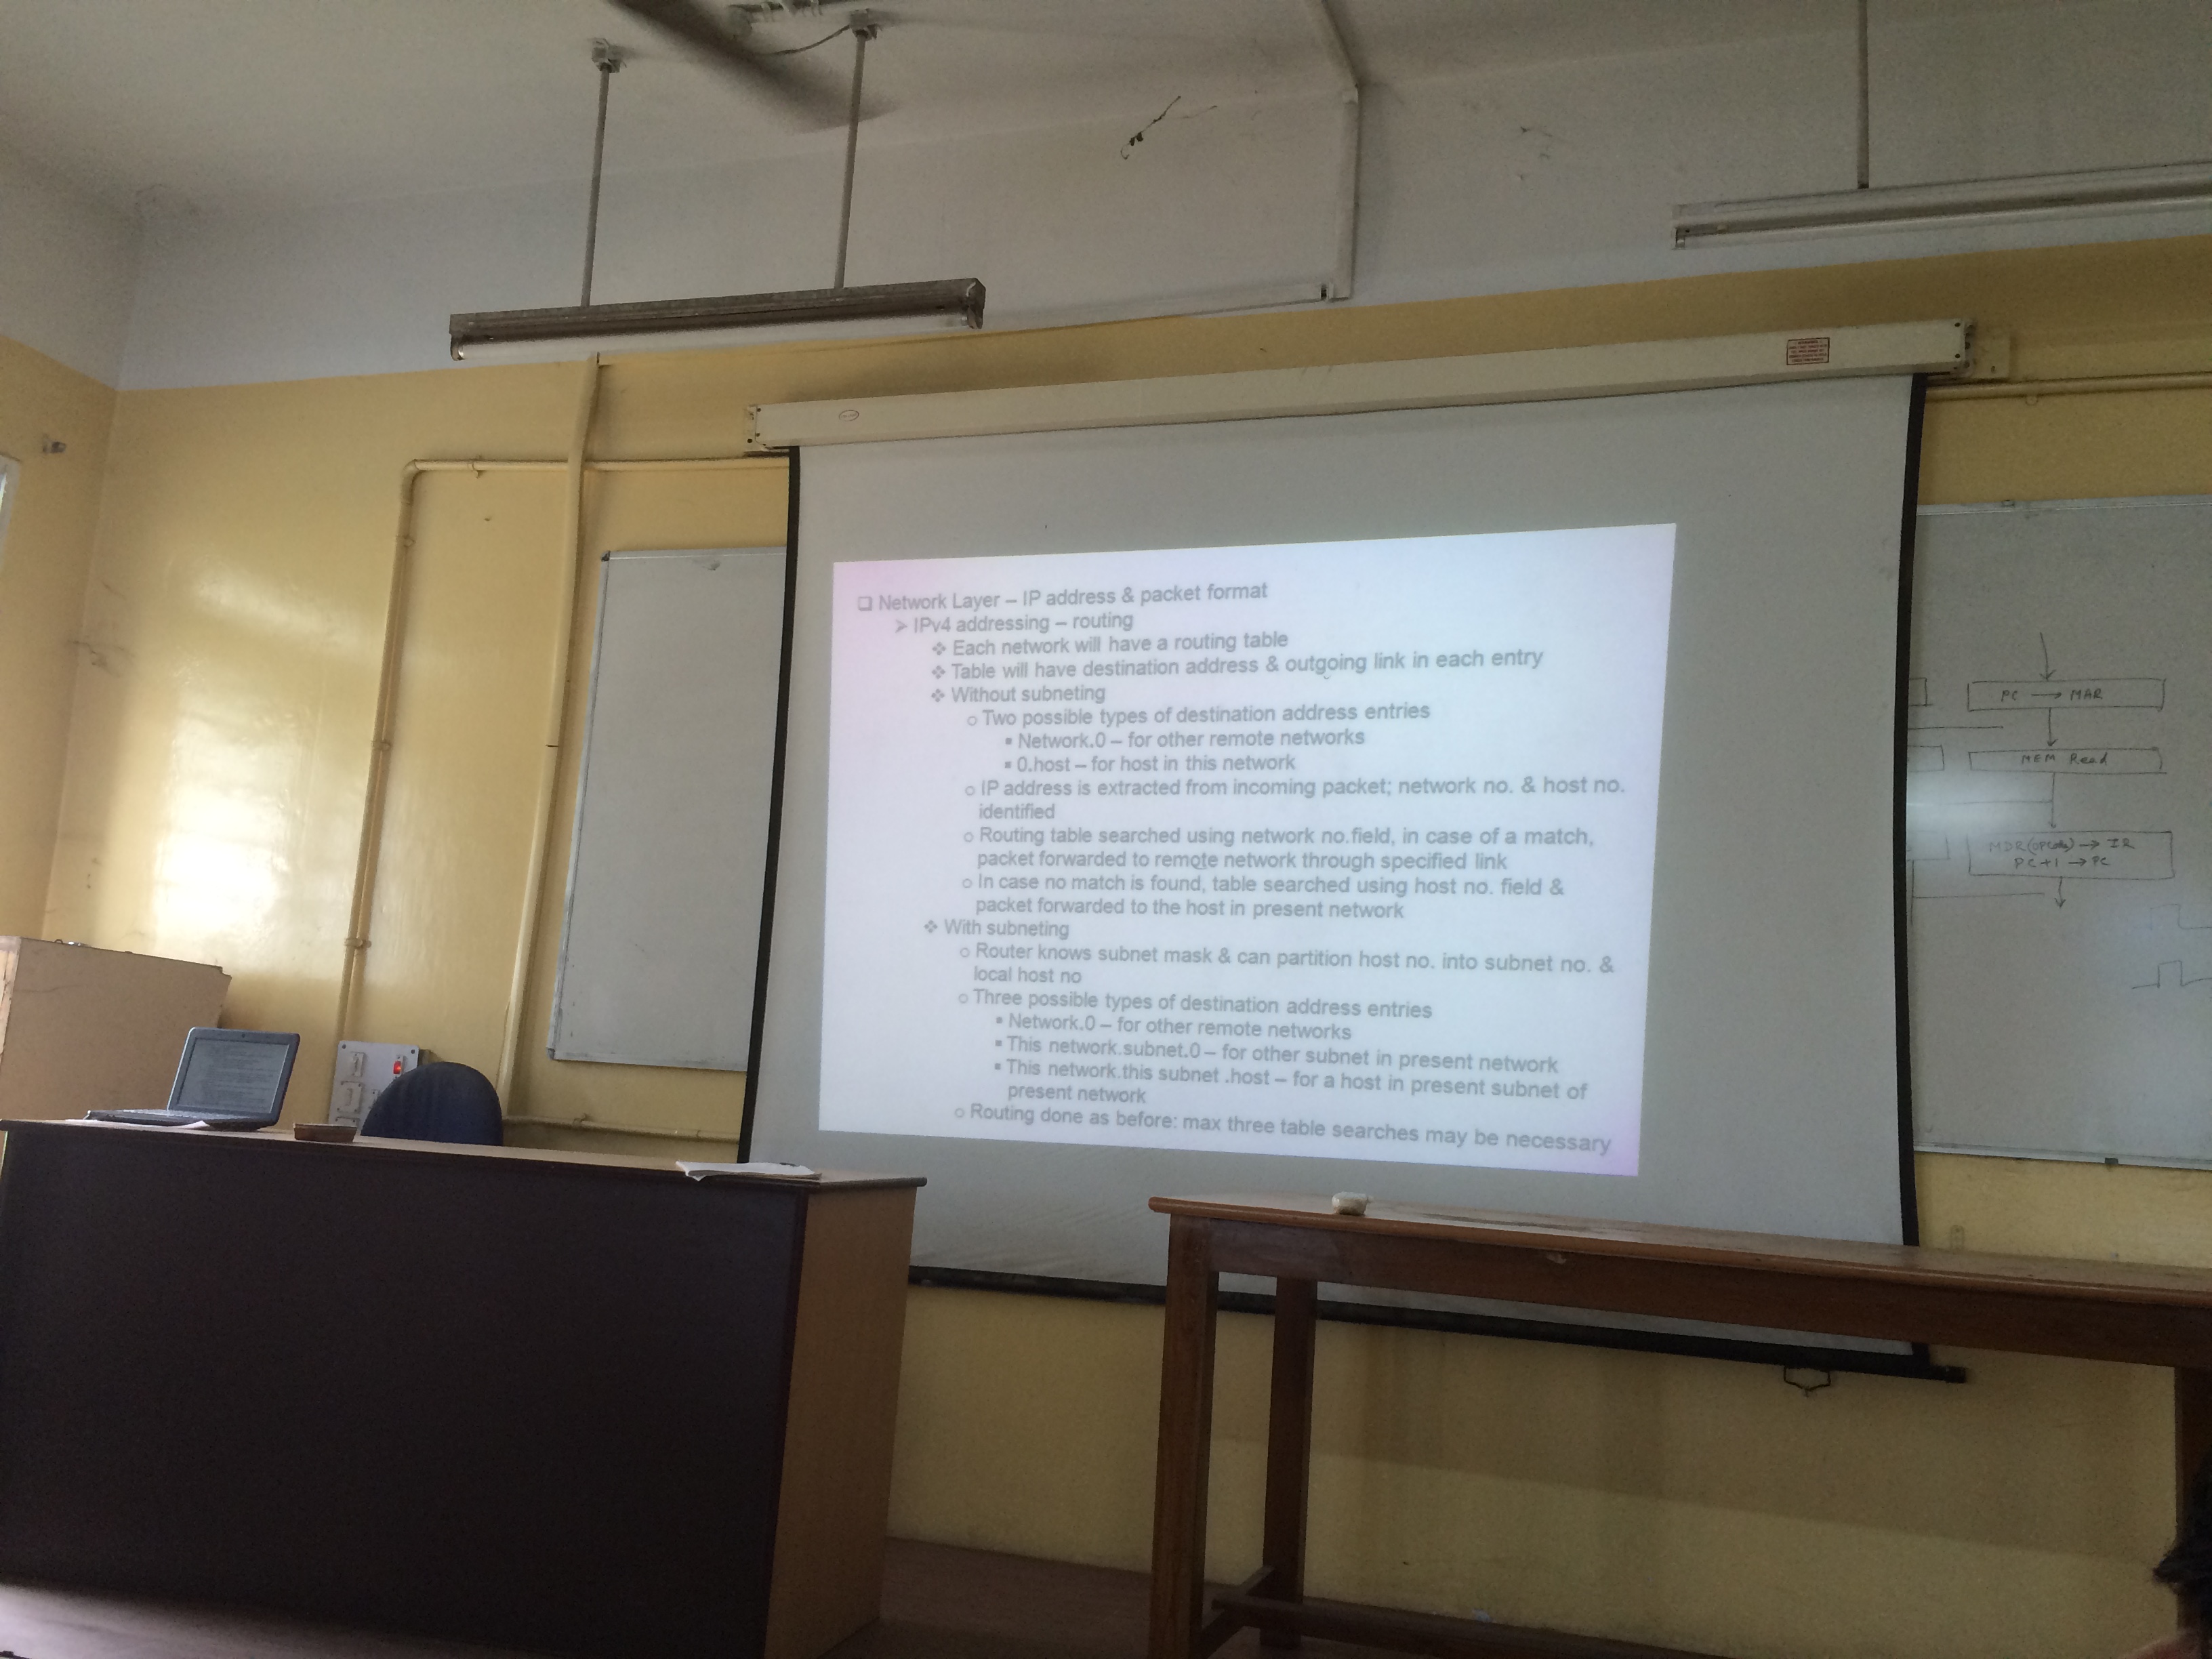 ❑ Network Layer – IP address & packet format
➢ IPv4 addressing – routing
❖ Each network will have a routing table
❖ Table will have destination address & outgoing link in each entry
❖ Without subneting
o Two possible types of destination address entries
▪ Network.0 – for other remote networks
▪ 0.host – for host in this network
o IP address is extracted from incoming packet; network no. & host no.
identified
o Routing table searched using network no.field, in case of a match,
packet forwarded to remote network through specified link
o In case no match is found, table searched using host no. field &
packet forwarded to the host in present network
❖ With subneting
o Router knows subnet mask & can partition host no. into subnet no. &
local host no
o Three possible types of destination address entries
▪ Network.0 – for other remote networks
▪ This network.subnet.0 – for other subnet in present network
▪ This network.this subnet .host – for a host in present subnet of
present network
o Routing done as before: max three table searches may be necessary
PC → MAR
MEM Read
MDR(OPCode) → IR
PC+1 → PC